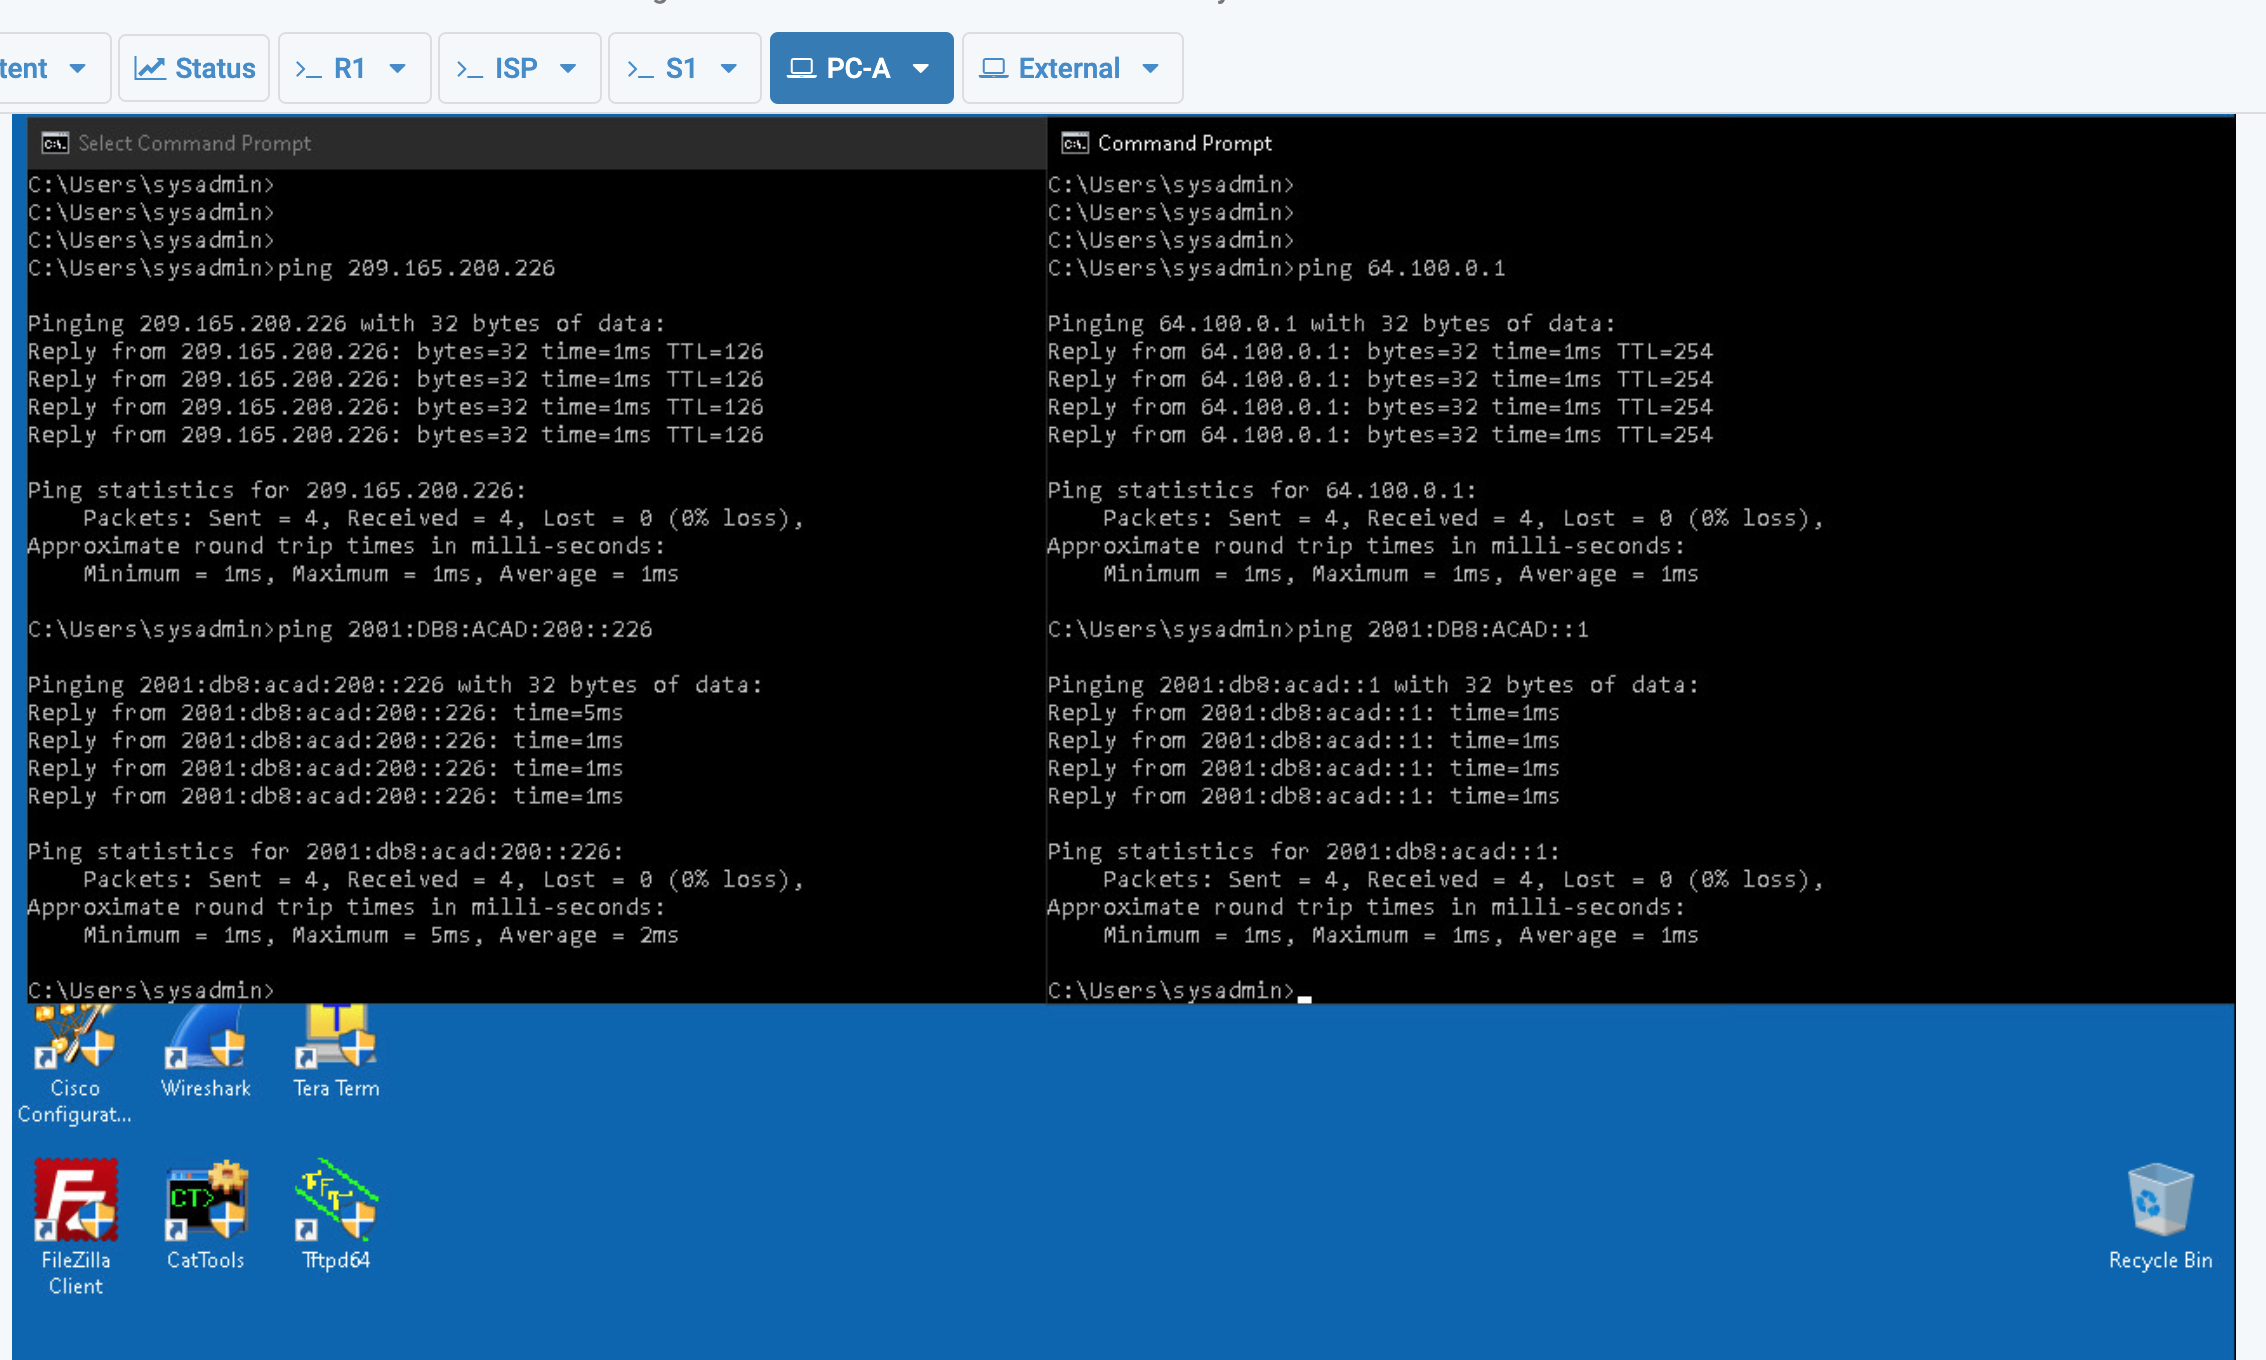 tent
Status
R1
ISP
S1
PC-A
External
Select Command Prompt
C:\Users\sysadmin>
C:\Users\sysadmin>
C:\Users\sysadmin>
C:\Users\sysadmin>ping 209.165.200.226
Pinging 209.165.200.226 with 32 bytes of data:
Reply from 209.165.200.226: bytes=32 time=1ms TTL=126
Reply from 209.165.200.226: bytes=32 time=1ms TTL=126
Reply from 209.165.200.226: bytes=32 time=1ms TTL=126
Reply from 209.165.200.226: bytes=32 time=1ms TTL=126
Ping statistics for 209.165.200.226:
Packets: Sent = 4, Received = 4, Lost = 0 (0% loss),
Approximate round trip times in milli-seconds:
Minimum = 1ms, Maximum = 1ms, Average = 1ms
C:\Users\sysadmin>ping 2001:DB8:ACAD:200::226
Pinging 2001:db8:acad:200::226 with 32 bytes of data:
Reply from 2001:db8:acad:200::226: time=5ms
Reply from 2001:db8:acad:200::226: time=1ms
Reply from 2001:db8:acad:200::226: time=1ms
Reply from 2001:db8:acad:200::226: time=1ms
Ping statistics for 2001:db8:acad:200::226:
Packets: Sent = 4, Received = 4, Lost = 0 (0% loss),
Approximate round trip times in milli-seconds:
Minimum = 1ms, Maximum = 5ms, Average = 2ms
C:\Users\sysadmin>
Command Prompt
C:\Users\sysadmin>
C:\Users\sysadmin>
C:\Users\sysadmin>
C:\Users\sysadmin>ping 64.100.0.1
Pinging 64.100.0.1 with 32 bytes of data:
Reply from 64.100.0.1: bytes=32 time=1ms TTL=254
Reply from 64.100.0.1: bytes=32 time=1ms TTL=254
Reply from 64.100.0.1: bytes=32 time=1ms TTL=254
Reply from 64.100.0.1: bytes=32 time=1ms TTL=254
Ping statistics for 64.100.0.1:
Packets: Sent = 4, Received = 4, Lost = 0 (0% loss),
Approximate round trip times in milli-seconds:
Minimum = 1ms, Maximum = 1ms, Average = 1ms
C:\Users\sysadmin>ping 2001:DB8:ACAD::1
Pinging 2001:db8:acad::1 with 32 bytes of data:
Reply from 2001:db8:acad::1: time=1ms
Reply from 2001:db8:acad::1: time=1ms
Reply from 2001:db8:acad::1: time=1ms
Reply from 2001:db8:acad::1: time=1ms
Ping statistics for 2001:db8:acad::1:
Packets: Sent = 4, Received = 4, Lost = 0 (0% loss),
Approximate round trip times in milli-seconds:
Minimum = 1ms, Maximum = 1ms, Average = 1ms
C:\Users\sysadmin>
Cisco
Configurat...
Wireshark
Tera Term
CT>
FileZilla
Client
CatTools
Tftpd64
Recycle Bin